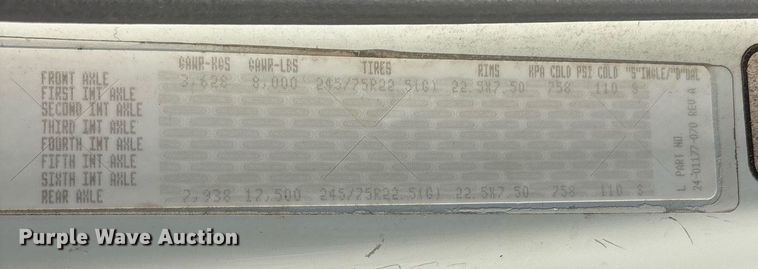 GAWR-KGS GAWR-LBS TIRES RIMS KPA COLD PSI COLD "S"INGLE/"D"UAL
FRONT AXLE 3,628 8,000 245/75R22.5(G) 22.5X7.50 758 110 S
FIRST INT AXLE
SECOND INT AXLE
THIRD INT AXLE
FOURTH INT AXLE
FIFTH INT AXLE
SIXTH INT AXLE
REAR AXLE 7,938 17,500 245/75R22.5(G) 22.5X7.50 758 110 S
L PART NO.
24-01177-070 REV A
Purple Wave Auction